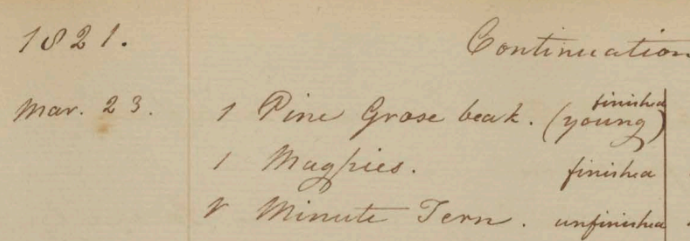 1821. Continuation
Mar. 23. 1 Pine Grose beak. (young) finished
1 Magpies. finished
Minute Tern. unfinished